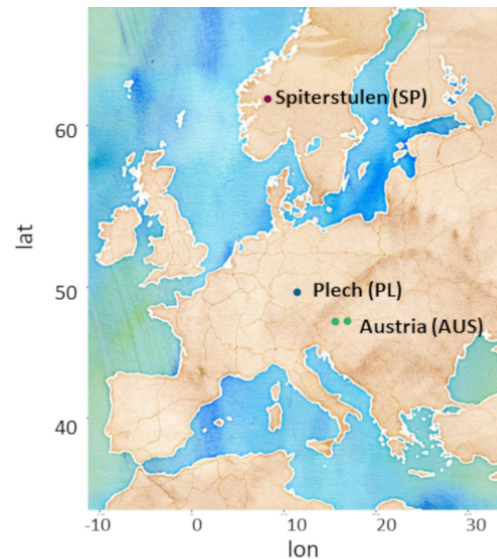 Spiterstulen (SP)
60
lat
50
Plech (PL)
Austria (AUS)
40
-10 0 10 20 30
lon